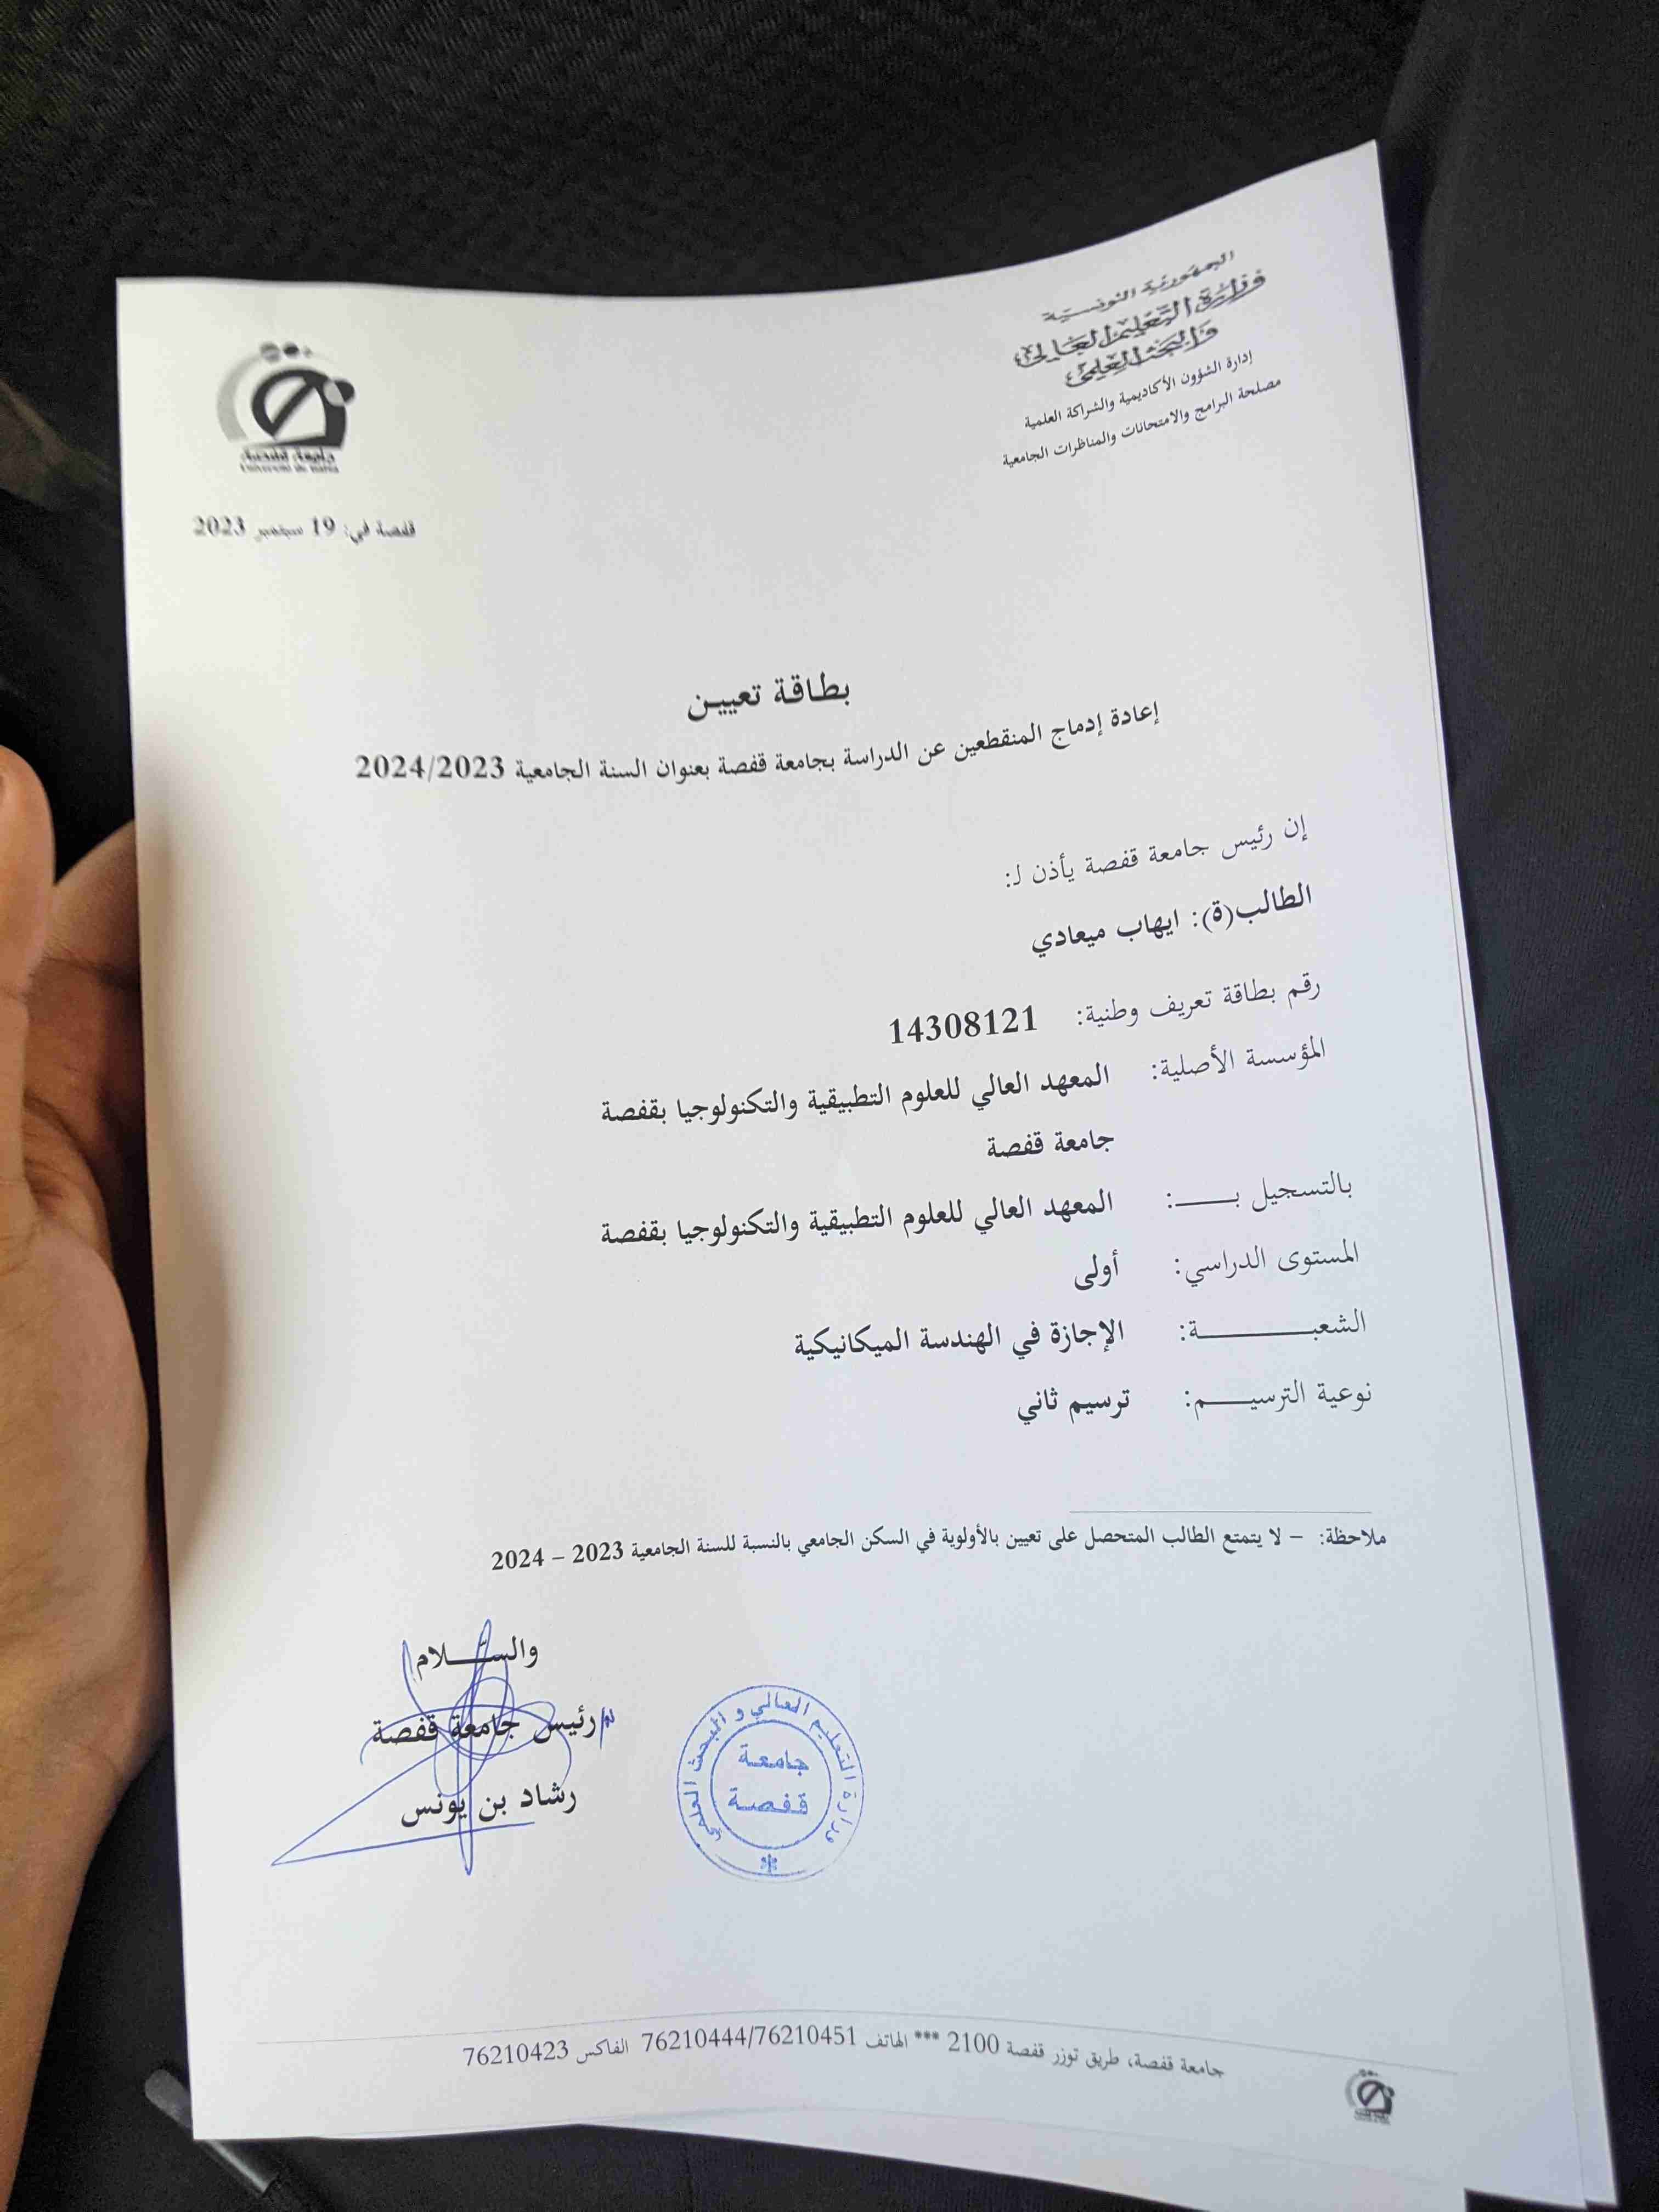 الجمهورية التونسية
وزارة التعليم العالي
والبحث العلمي
إدارة الشؤون الأكاديمية والشراكة العلمية
مصلحة البرامج والامتحانات والمناظرات الجامعية
جامعة قفصة
Université de Gafsa
قفصة في: 19 سبتمبر 2023
بطاقة تعيين
إعادة إدماج المنقطعين عن الدراسة بجامعة قفصة بعنوان السنة الجامعية 2024/2023
إن رئيس جامعة قفصة يأذن لـ:
الطالب(ة): ايهاب ميعادي
رقم بطاقة تعريف وطنية: 14308121
المؤسسة الأصلية: المعهد العالي للعلوم التطبيقية والتكنولوجيا بقفصة
جامعة قفصة
بالتسجيل بـــــ: المعهد العالي للعلوم التطبيقية والتكنولوجيا بقفصة
المستوى الدراسي: أولى
الشعبــــــــــة: الإجازة في الهندسة الميكانيكية
نوعية الترسيـــــم: ترسيم ثاني
ملاحظة: – لا يتمتع الطالب المتحصل على تعيين بالأولوية في السكن الجامعي بالنسبة للسنة الجامعية 2023 – 2024
والسّـــــلام
رئيس جامعة قفصة
رشاد بن يونس
وزارة التعليم العالي و البحث العلمي
جامعة
قفصة
جامعة قفصة، طريق توزر قفصة 2100 *** الهاتف 76210444/76210451 الفاكس 76210423